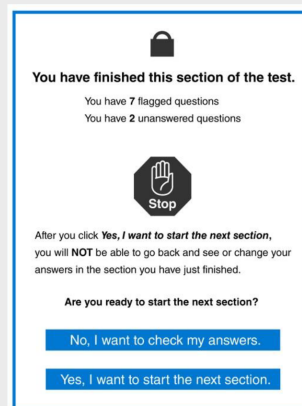 You have finished this section of the test.
You have 7 flagged questions
You have 2 unanswered questions
Stop
After you click Yes, I want to start the next section,
you will NOT be able to go back and see or change your
answers in the section you have just finished.
Are you ready to start the next section?
No, I want to check my answers.
Yes, I want to start the next section.